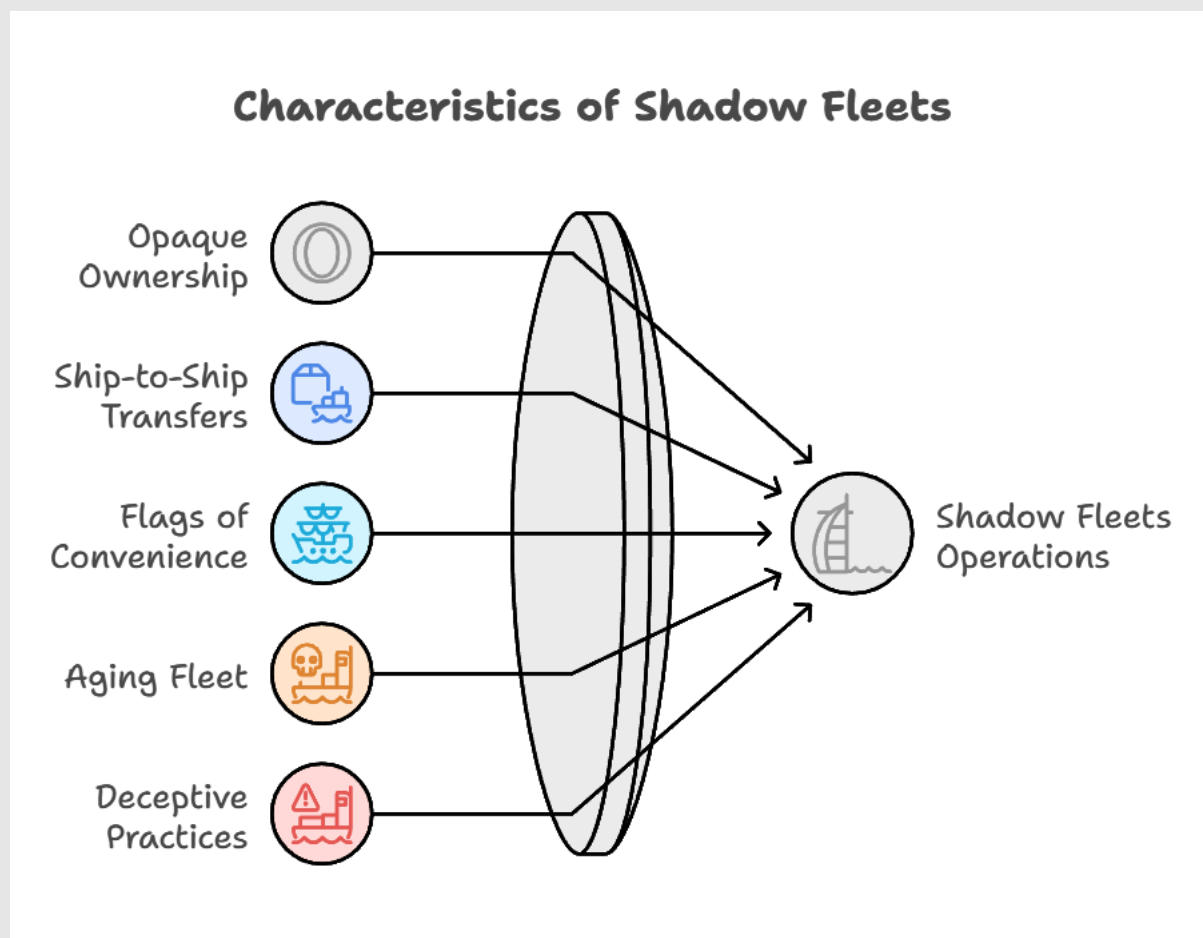 Characteristics of Shadow Fleets
Opaque
Ownership
Ship-to-Ship
Transfers
Flags of
Convenience
Aging Fleet
Deceptive
Practices
Shadow Fleets
Operations